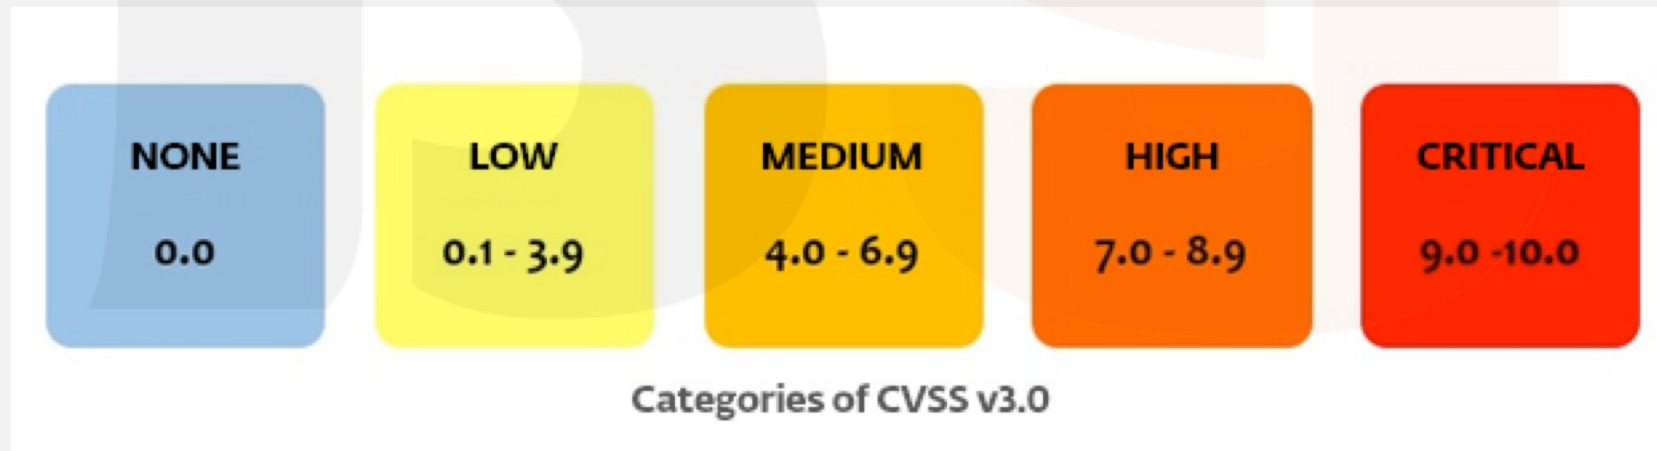 NONE LOW MEDIUM HIGH CRITICAL
0.0 0.1 - 3.9 4.0 - 6.9 7.0 - 8.9 9.0 -10.0
Categories of CVSS v3.0